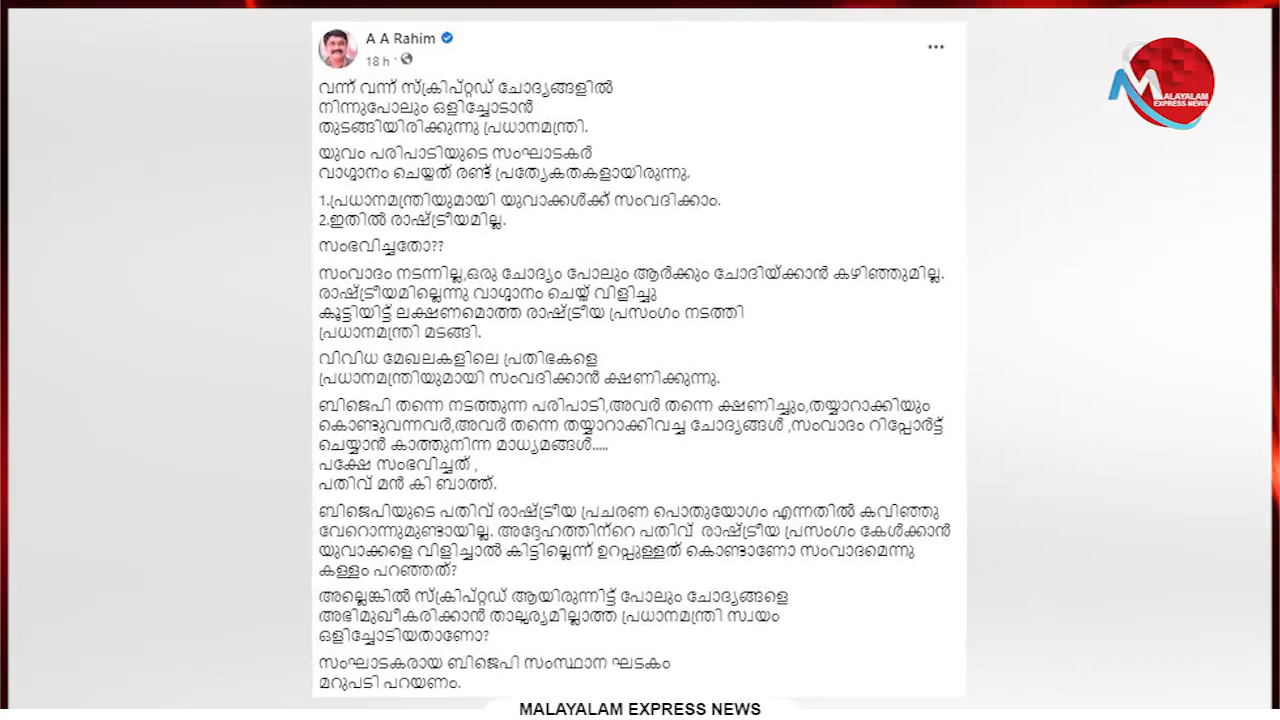 A A Rahim
18 h ·
വന്ന് വന്ന് സ്ക്രിപ്റ്റഡ് ചോദ്യങ്ങളിൽ
നിന്നുപോലും ഒളിച്ചോടാൻ
തുടങ്ങിയിരിക്കുന്നു പ്രധാനമന്ത്രി.
യുവം പരിപാടിയുടെ സംഘാടകർ
വാഗ്ദാനം ചെയ്തത് രണ്ട് പ്രത്യേകതകളായിരുന്നു.
1.പ്രധാനമന്ത്രിയുമായി യുവാക്കൾക്ക് സംവദിക്കാം.
2.ഇതിൽ രാഷ്ട്രീയമില്ല.
സംഭവിച്ചതോ??
സംവാദം നടന്നില്ല,ഒരു ചോദ്യം പോലും ആർക്കും ചോദിയ്ക്കാൻ കഴിഞ്ഞുമില്ല.
രാഷ്ട്രീയമില്ലെന്നു വാഗ്ദാനം ചെയ്ത് വിളിച്ചു
കൂട്ടിയിട്ട് ലക്ഷണമൊത്ത രാഷ്ട്രീയ പ്രസംഗം നടത്തി
പ്രധാനമന്ത്രി മടങ്ങി.
വിവിധ മേഖലകളിലെ പ്രതിഭകളെ
പ്രധാനമന്ത്രിയുമായി സംവദിക്കാൻ ക്ഷണിക്കുന്നു.
ബിജെപി തന്നെ നടത്തുന്ന പരിപാടി,അവർ തന്നെ ക്ഷണിച്ചും,തയ്യാറാക്കിയും
കൊണ്ടുവന്നവർ,അവർ തന്നെ തയ്യാറാക്കിവച്ച ചോദ്യങ്ങൾ ,സംവാദം റിപ്പോർട്ട്
ചെയ്യാൻ കാത്തുനിന്ന മാധ്യമങ്ങൾ.....
പക്ഷേ സംഭവിച്ചത് ,
പതിവ് മൻ കി ബാത്ത്.
ബിജെപിയുടെ പതിവ് രാഷ്ട്രീയ പ്രചരണ പൊതുയോഗം എന്നതിൽ കവിഞ്ഞു
വേറൊന്നുമുണ്ടായില്ല. അദ്ദേഹത്തിന്റെ പതിവ് രാഷ്ട്രീയ പ്രസംഗം കേൾക്കാൻ
യുവാക്കളെ വിളിച്ചാൽ കിട്ടില്ലെന്ന് ഉറപ്പുള്ളത് കൊണ്ടാണോ സംവാദമെന്നു
കള്ളം പറഞ്ഞത്?
അല്ലെങ്കിൽ സ്ക്രിപ്റ്റഡ് ആയിരുന്നിട്ട് പോലും ചോദ്യങ്ങളെ
അഭിമുഖീകരിക്കാൻ താല്പര്യമില്ലാത്ത പ്രധാനമന്ത്രി സ്വയം
ഒളിച്ചോടിയതാണോ?
സംഘാടകരായ ബിജെപി സംസ്ഥാന ഘടകം
മറുപടി പറയണം.
MALAYALAM
EXPRESS NEWS
MALAYALAM EXPRESS NEWS